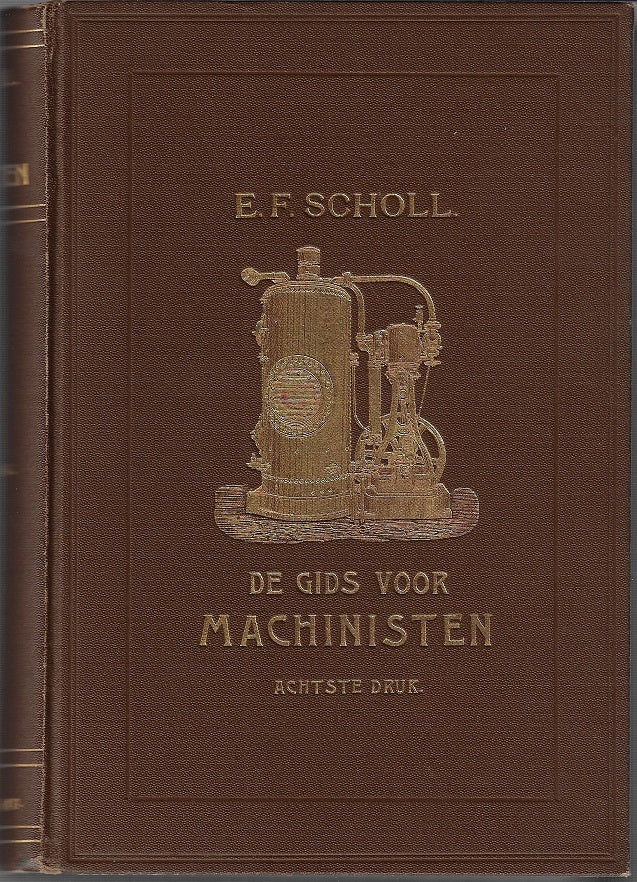 E. F. SCHOLL.
DE GIDS VOOR
MACHINISTEN
ACHTSTE DRUK.